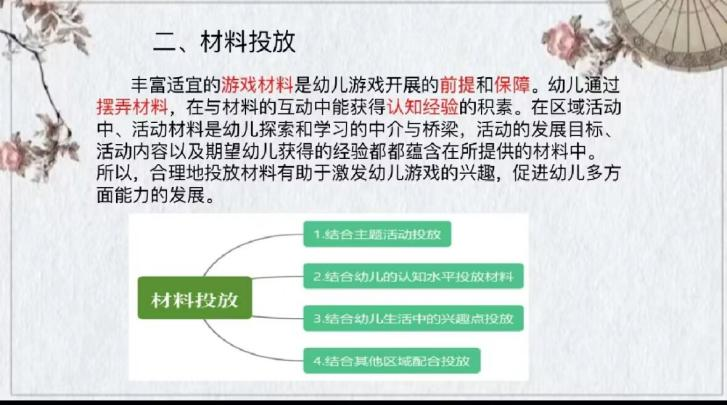 二、材料投放
丰富适宜的游戏材料是幼儿游戏开展的前提和保障。幼儿通过
摆弄材料，在与材料的互动中能获得认知经验的积素。在区域活动
中、活动材料是幼儿探索和学习的中介与桥梁，活动的发展目标、
活动内容以及期望幼儿获得的经验都都蕴含在所提供的材料中。
所以，合理地投放材料有助于激发幼儿游戏的兴趣，促进幼儿多方
面能力的发展。
材料投放
1.结合主题活动投放
2.结合幼儿的认知水平投放材料
3.结合幼儿生活中的兴趣点投放
4.结合其他区域配合投放